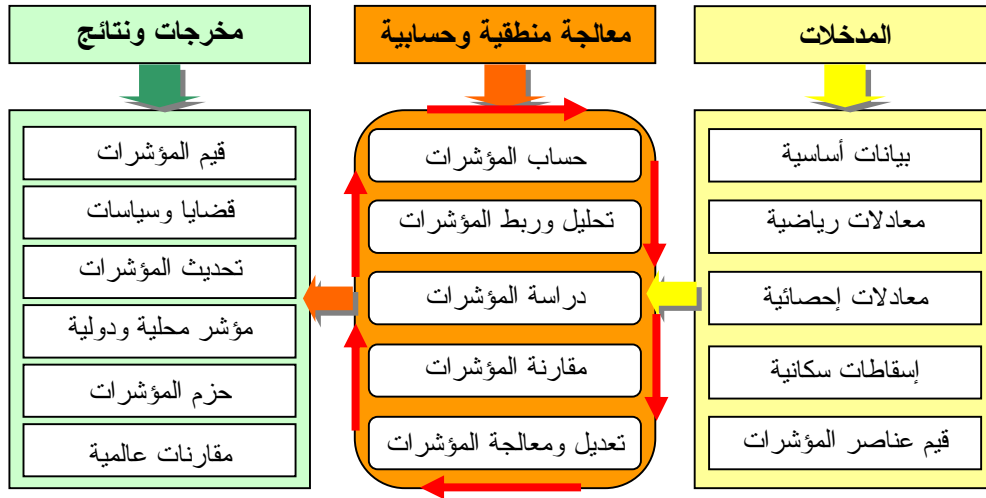 المدخلات
بيانات أساسية
معادلات رياضية
معادلات إحصائية
إسقاطات سكانية
قيم عناصر المؤشرات
معالجة منطقية وحسابية
حساب المؤشرات
تحليل وربط المؤشرات
دراسة المؤشرات
مقارنة المؤشرات
تعديل ومعالجة المؤشرات
مخرجات ونتائج
قيم المؤشرات
قضايا وسياسات
تحديث المؤشرات
مؤشر محلية ودولية
حزم المؤشرات
مقارنات عالمية